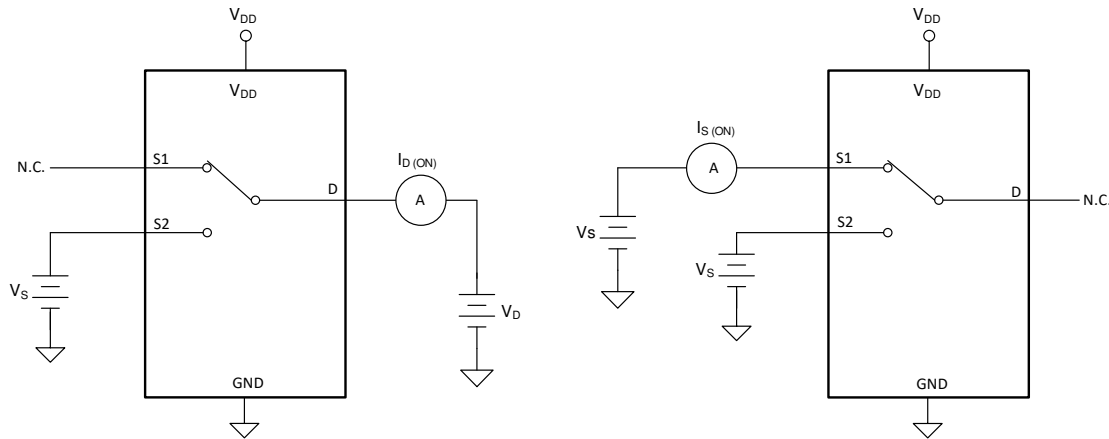 VDD
VDD
N.C.
S1
D
ID (ON)
A
S2
VS
VD
GND
VDD
VDD
IS (ON)
A
S1
D
N.C.
S2
Vs
VS
GND